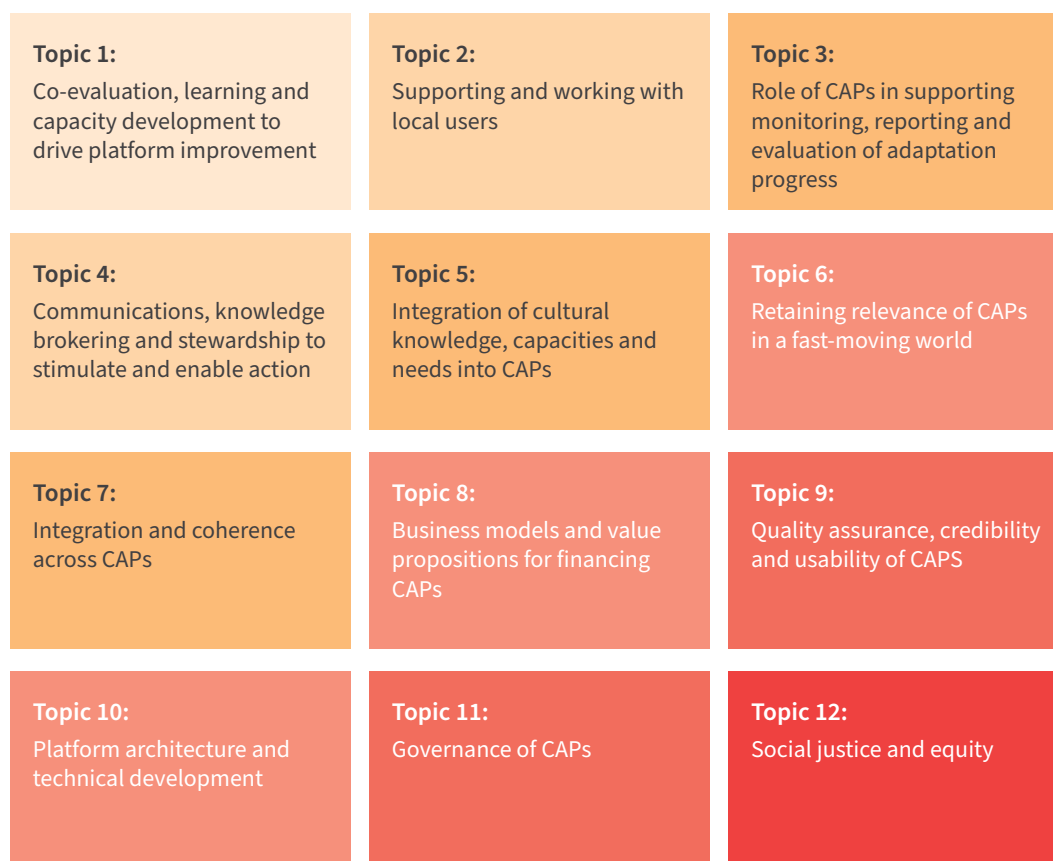 Topic 1:
Co-evaluation, learning and
capacity development to
drive platform improvement
Topic 2:
Supporting and working with
local users
Topic 3:
Role of CAPs in supporting
monitoring, reporting and
evaluation of adaptation
progress
Topic 4:
Communications, knowledge
brokering and stewardship to
stimulate and enable action
Topic 5:
Integration of cultural
knowledge, capacities and
needs into CAPs
Topic 6:
Retaining relevance of CAPs
in a fast-moving world
Topic 7:
Integration and coherence
across CAPs
Topic 8:
Business models and value
propositions for financing
CAPs
Topic 9:
Quality assurance, credibility
and usability of CAPS
Topic 10:
Platform architecture and
technical development
Topic 11:
Governance of CAPs
Topic 12:
Social justice and equity